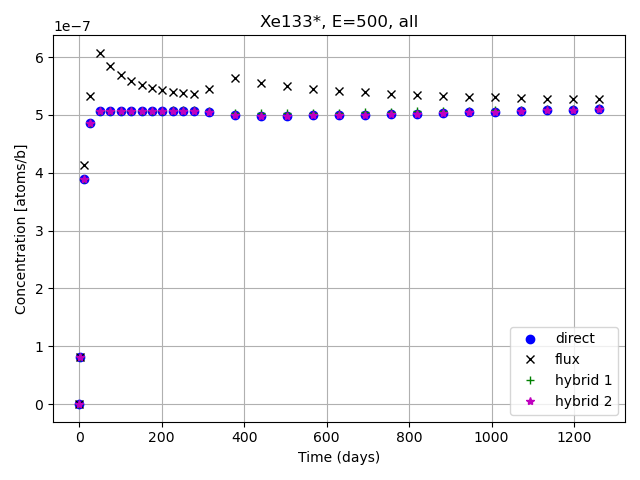 Xe133*, E=500, all
1e−7
6
5
4
3
2
1
0
Concentration [atoms/b]
0 200 400 600 800 1000 1200
Time (days)
direct
flux
hybrid 1
hybrid 2